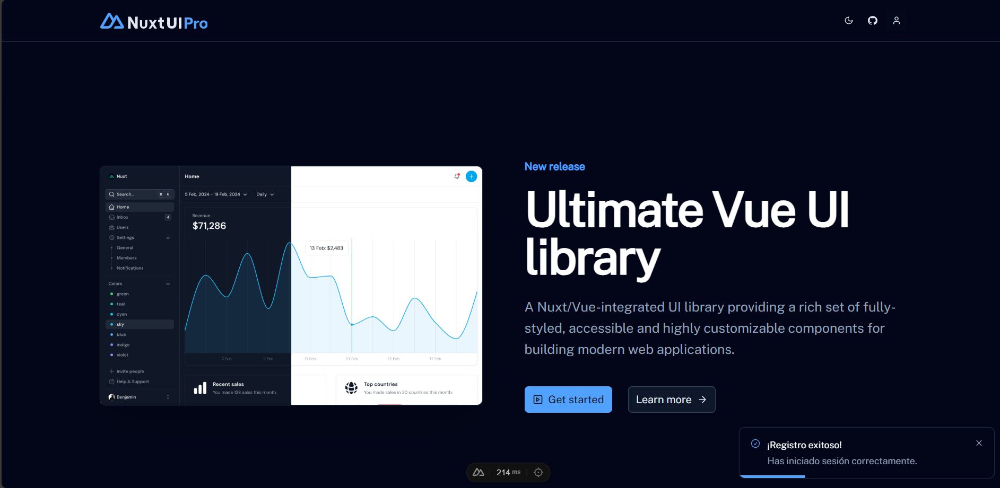 NuxtUIPro
Nuxt
Search...
⌘ K
Home
Inbox
4
Users
Settings
General
Members
Notifications
Colors
green
teal
cyan
sky
blue
indigo
violet
Invite people
Help & Support
Benjamin
Home
5 Feb, 2024 - 19 Feb, 2024
Daily
Revenue
$71,286
13 Feb: $2,483
7 Feb
9 Feb
11 Feb
13 Feb
15 Feb
17 Feb
Recent sales
You made 128 sales this month.
Top countries
You made sales in 20 countries this month.
New release
Ultimate Vue UI
library
A Nuxt/Vue-integrated UI library providing a rich set of fully-
styled, accessible and highly customizable components for
building modern web applications.
Get started
Learn more
¡Registro exitoso!
Has iniciado sesión correctamente.
214 ms